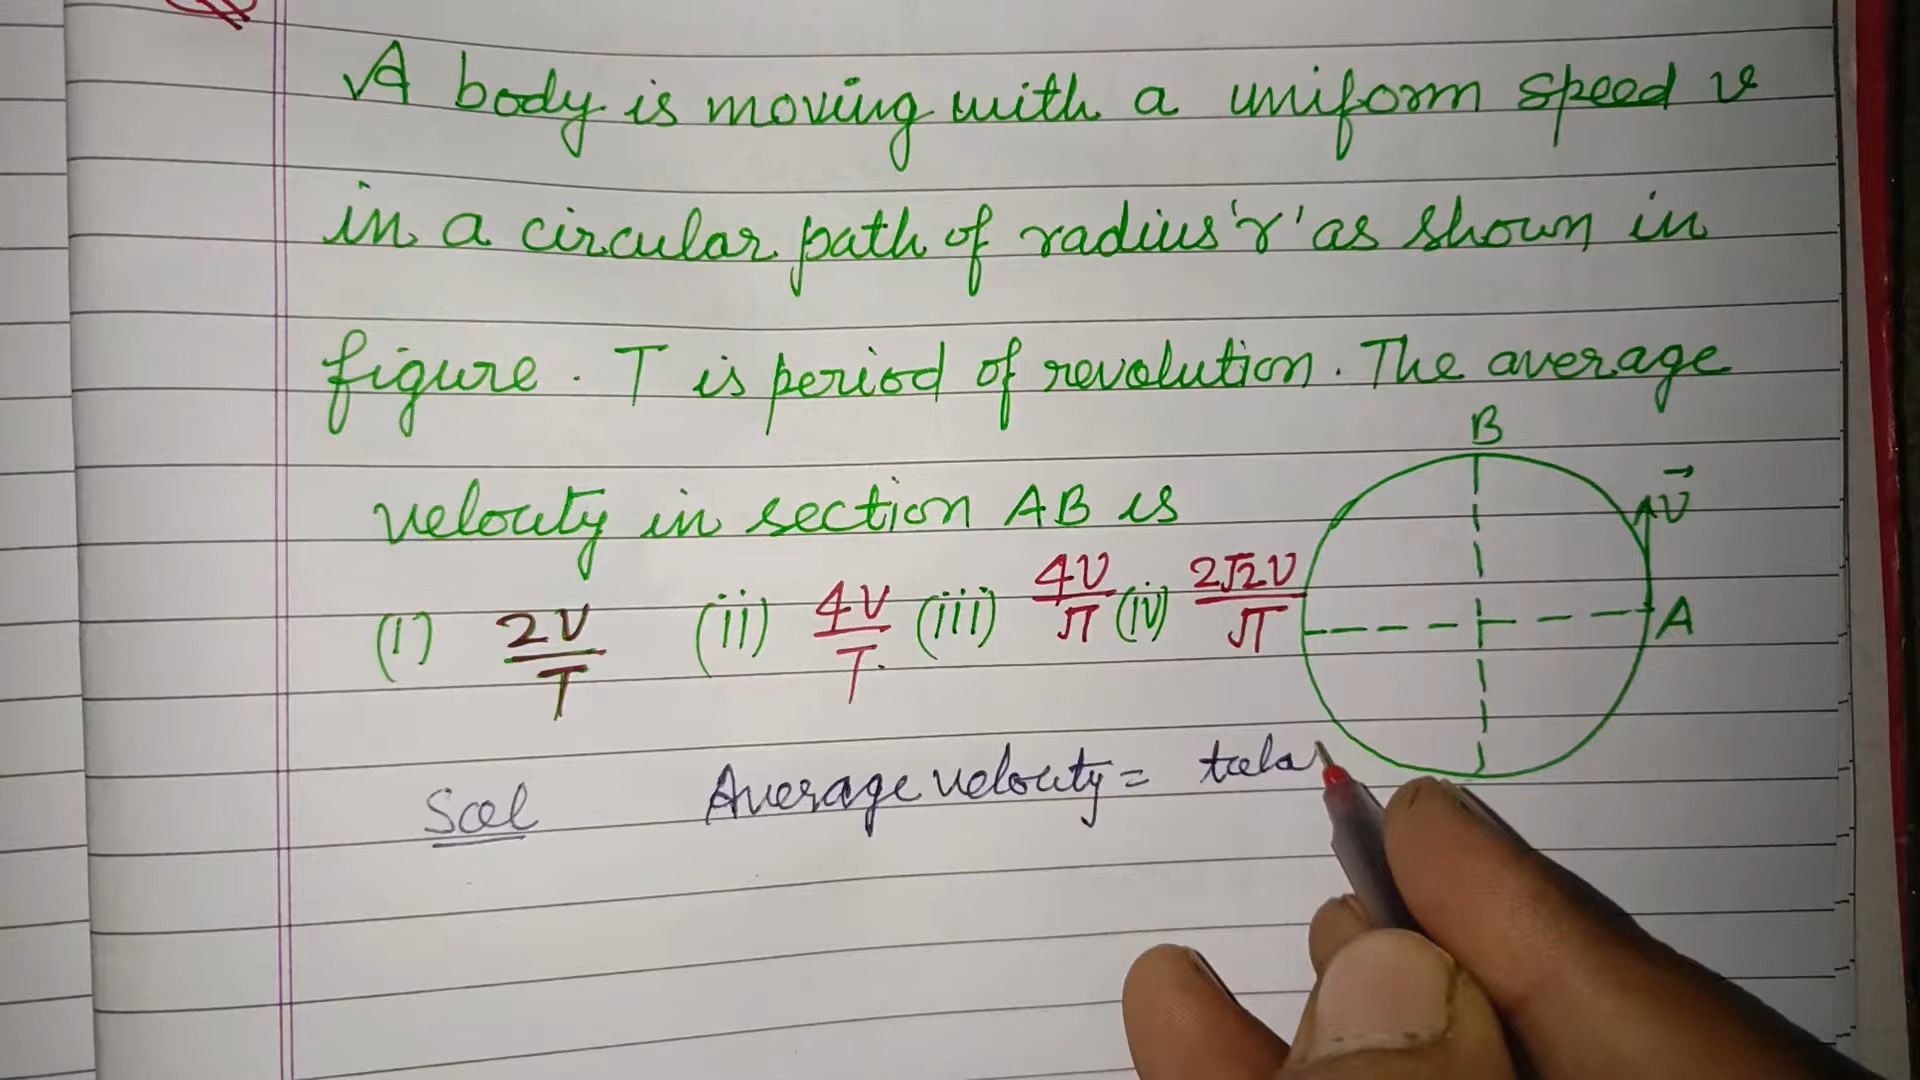 A body is moving with a uniform speed v
in a circular path of radius 'r' as shown in
figure. T is period of revolution. The average
B
velocity in section AB is
v⃗
(i) 2v/T (ii) 4v/T. (iii) 4v/π (iv) 2√2v/π
A
Sol Average velocity = tota